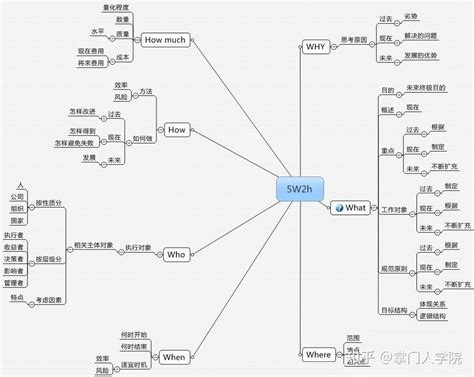 5W2h
How much
量化程度
数量
质量
水平
成本
现在费用
将来费用
How
方法
效率
风险
如何做
过去
怎样改进
现在
怎样得到
怎样避免失败
未来
发展
Who
执行对象
相关主体对象
按性质分
人
公司
组织
国家
按层级分
执行者
收益者
决策者
影响者
管理者
考虑因素
特点
When
何时开始
何时结束
适宜时机
效率
风险
WHY
思考原因
过去
劣势
现在
解决的问题
未来
发展的优势
What
目的
未来终极目的
概述
现在
重点
过去
根据
现在
制定
未来
不断扩充
工作对象
过去
根据
现在
制定
未来
不断扩充
规范原则
过去
根据
现在
制定
未来
不断扩充
目标结构
体现关系
逻辑结构
Where
范围
地点
知乎 @掌门人学院